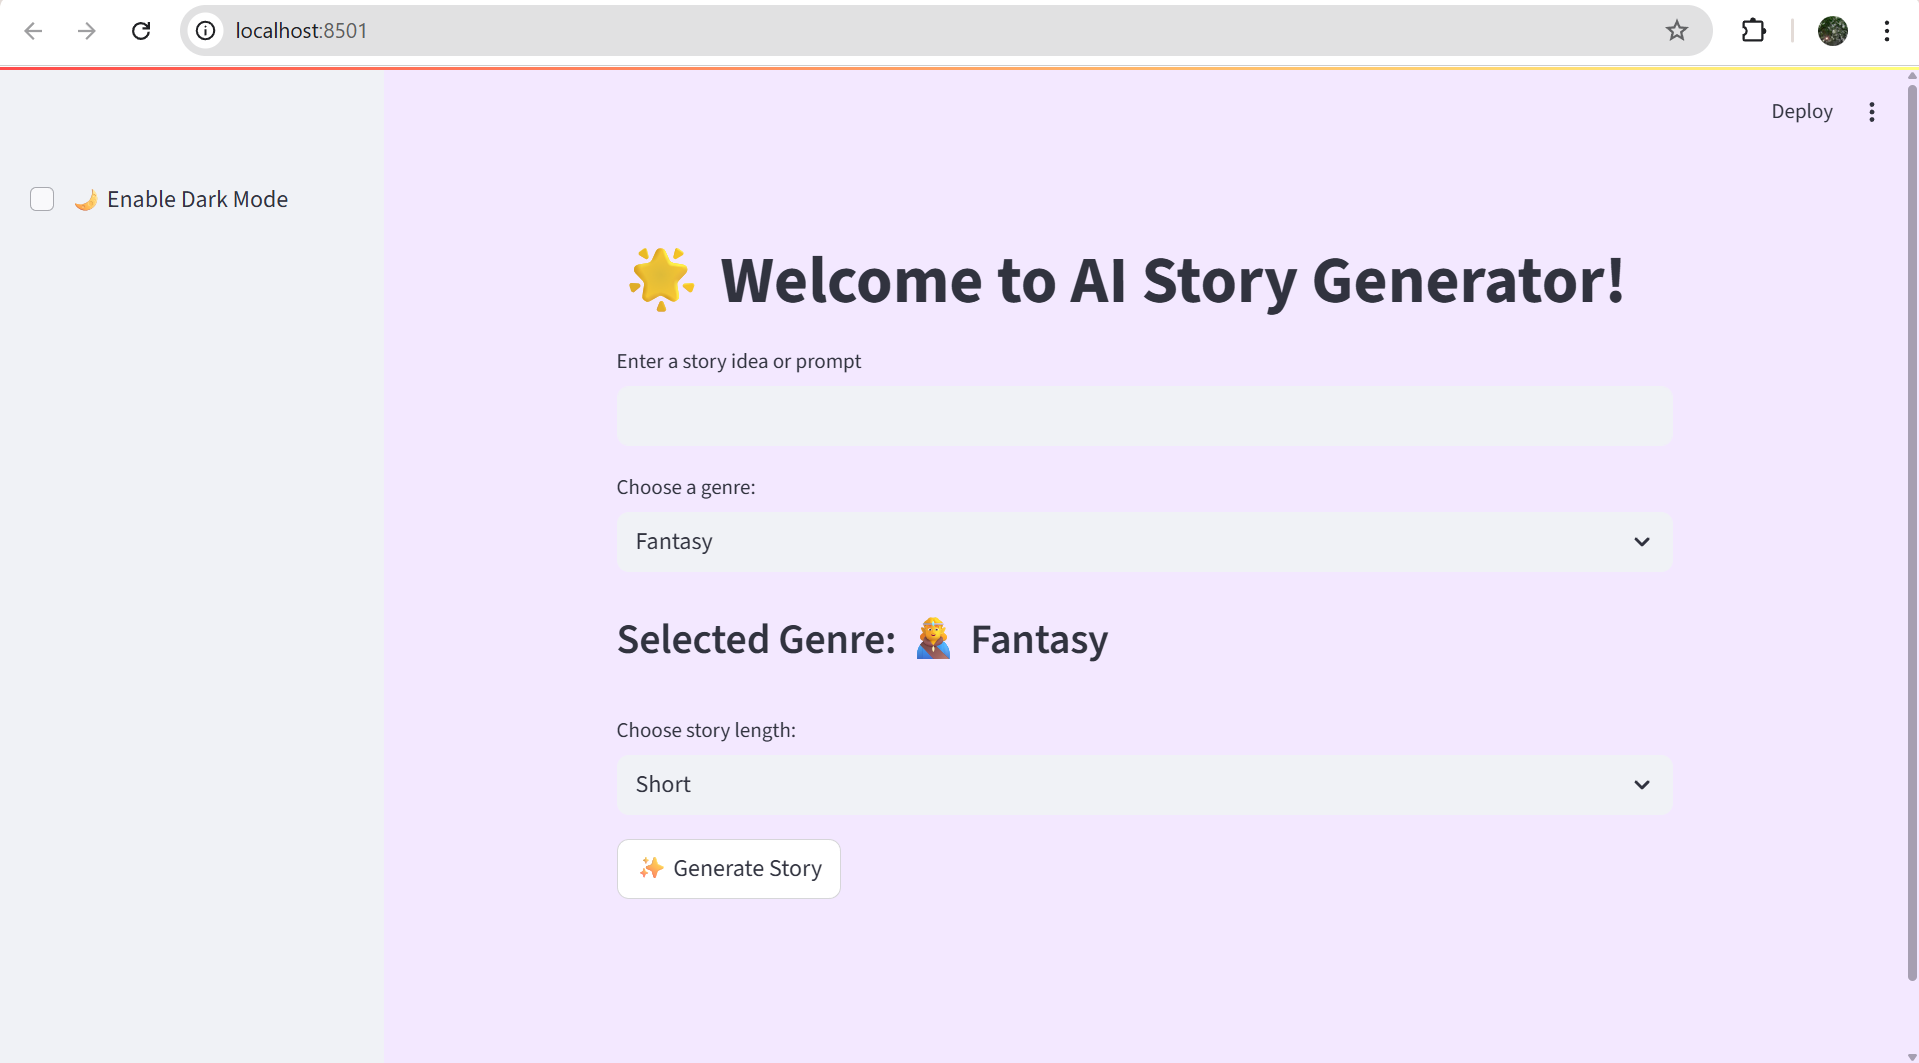 localhost:8501
Deploy
🌙 Enable Dark Mode
🌟 Welcome to AI Story Generator!
Enter a story idea or prompt
Choose a genre:
Fantasy
Selected Genre: 🧝 Fantasy
Choose story length:
Short
✨ Generate Story